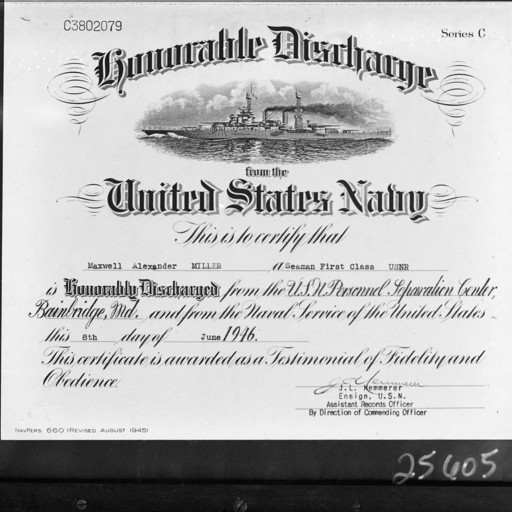 C3802079
Series C
Honorable Discharge
from the
United States Navy
This is to certify that
Maxwell Alexander MILLER a Seaman First Class USNR
is Honorably Discharged from the U.S.N. Personnel Separation Center,
Bainbridge, Md. and from the Naval Service of the United States
this 8th day of June 1946.
This certificate is awarded as a Testimonial of Fidelity and
Obedience.
J.L. Kemmerer
J.L. Kemmerer
Ensign, U.S.N.
Assistant Records Officer
By Direction of Commending Officer
NAVPERS. 660 (REVISED AUGUST 1945)
25605